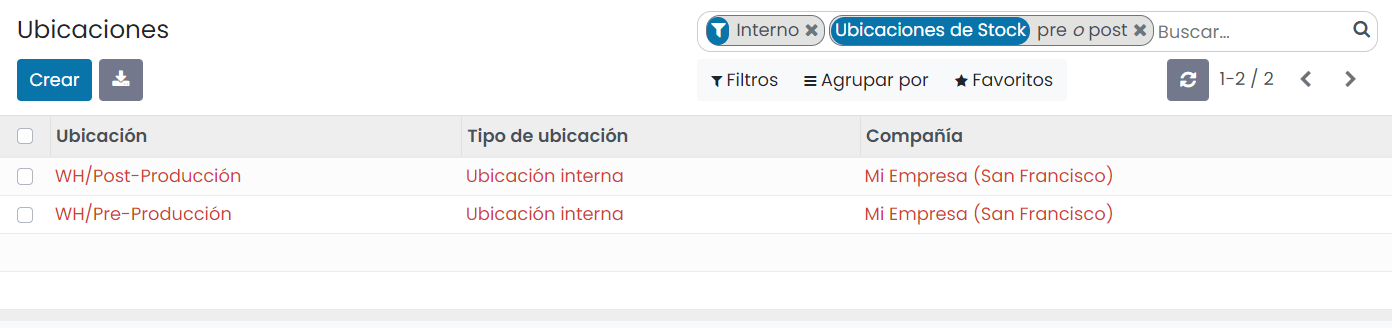 Ubicaciones
Interno
Ubicaciones de Stock pre o post
Buscar...
Crear
Filtros
Agrupar por
Favoritos
1-2 / 2
Ubicación Tipo de ubicación Compañía
WH/Post-Producción Ubicación interna Mi Empresa (San Francisco)
WH/Pre-Producción Ubicación interna Mi Empresa (San Francisco)